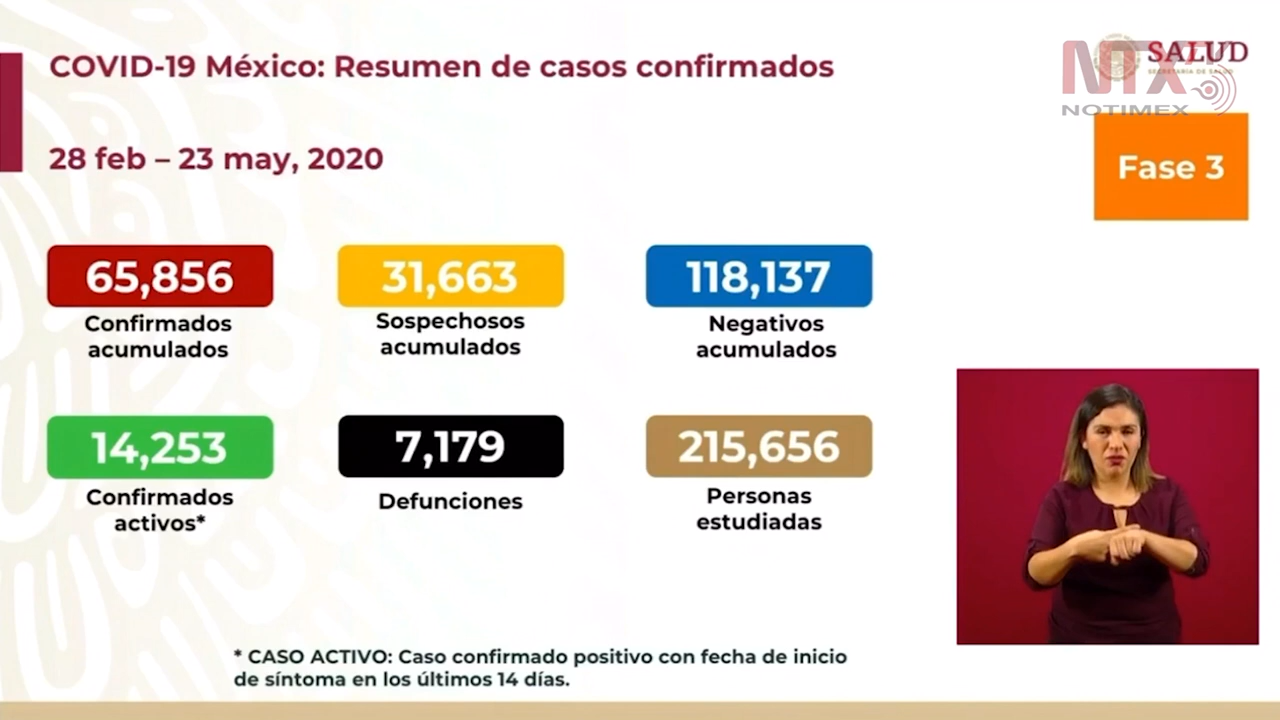 COVID-19 México: Resumen de casos confirmados
SALUD
SECRETARÍA DE SALUD
NTX
NOTIMEX
28 feb – 23 may, 2020
Fase 3
65,856
Confirmados
acumulados
31,663
Sospechosos
acumulados
118,137
Negativos
acumulados
14,253
Confirmados
activos*
7,179
Defunciones
215,656
Personas
estudiadas
* CASO ACTIVO: Caso confirmado positivo con fecha de inicio
de síntoma en los últimos 14 días.